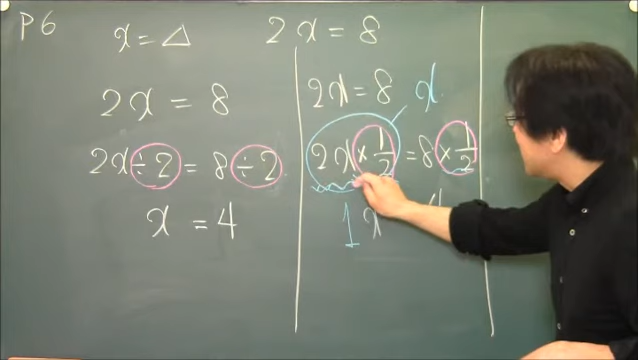 P6
x = △
2x = 8
2x = 8
2x ÷2 = 8 ÷2
x = 4
2x = 8
x
2x × 1/2 = 8 × 1/2
1x